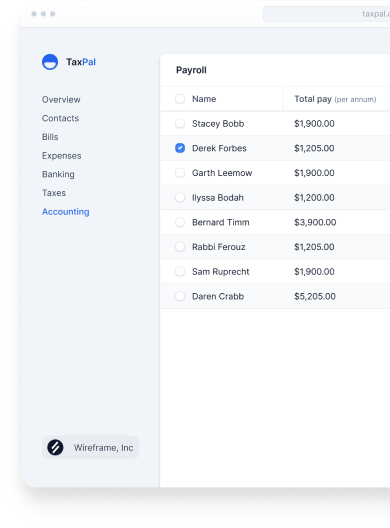 taxpal.
TaxPal
Payroll
Overview
Contacts
Bills
Expenses
Banking
Taxes
Accounting
Name Total pay (per annum)
Stacey Bobb $1,900.00
Derek Forbes $1,205.00
Garth Leemow $1,900.00
Ilyssa Bodah $1,200.00
Bernard Timm $3,900.00
Rabbi Ferouz $1,205.00
Sam Ruprecht $1,900.00
Daren Crabb $5,205.00
Wireframe, Inc